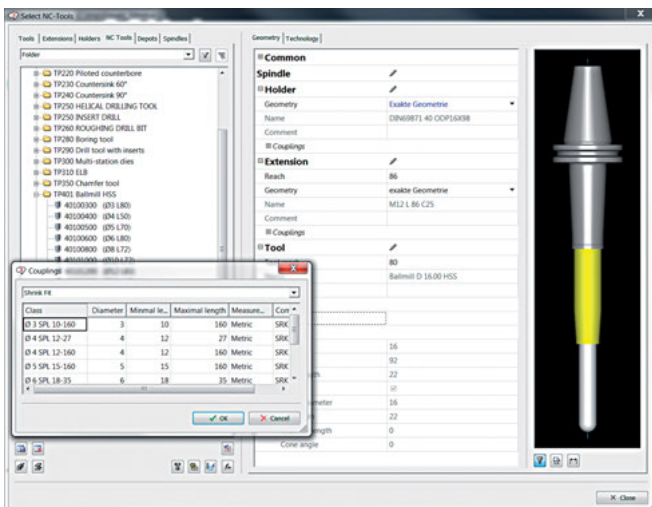 Select NC-Tools
Tools Extensions Holders NC Tools Depots Spindles
Folder
TP220 Piloted counterbore
TP230 Countersink 60°
TP240 Countersink 90°
TP250 HELICAL DRILLING TOOL
TP250 INSERT DRILL
TP260 ROUGHING DRILL BIT
TP280 Boring tool
TP290 Drill tool with inserts
TP300 Multi-station dies
TP310 ELB
TP350 Chamfer tool
TP401 Ballmill HSS
40100300 (Ø3 L80)
40100400 (Ø4 L50)
40100500 (Ø5 L70)
40100600 (Ø6 L80)
40100800 (Ø8 L72)
Couplings
Shrink Fit
Class Diameter Minmal le... Maximal length Measure... Con
Ø 3 SPL 10-160 3 10 160 Metric SRK
Ø 4 SPL 12-27 4 12 27 Metric SRK
Ø 4 SPL 12-160 4 12 160 Metric SRK
Ø 5 SPL 15-160 5 15 160 Metric SRK
Ø 6 SPL 18-35 6 18 35 Metric SRK
OK Cancel
Geometry Technology
Common
Spindle
Holder
Geometry Exakte Geometrie
Name DIN69871 40 ODP16X98
Comment
Couplings
Extension
Reach 86
Geometry exakte Geometrie
Name M12 L 86 C25
Comment
Couplings
Tool
80
Ballmill D 16.00 HSS
16
92
22
16
22
0
Cone angle 0
Close